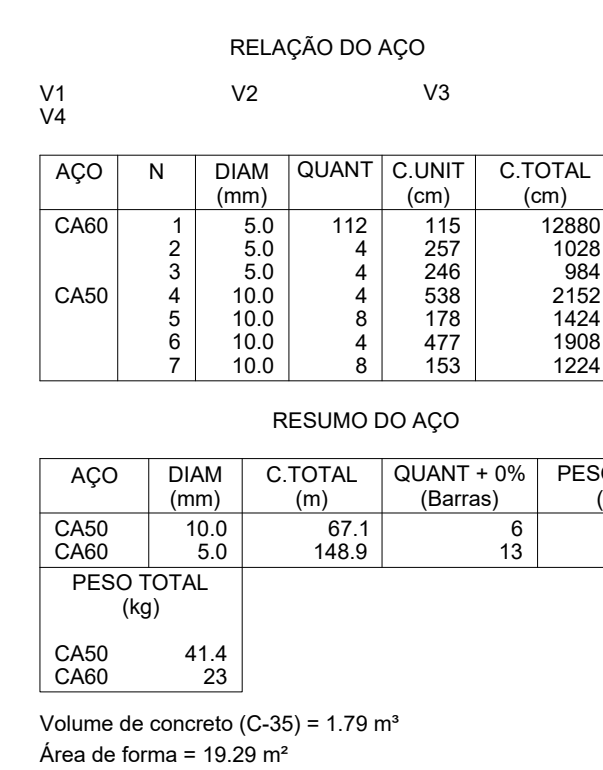 RELAÇÃO DO AÇO
V1 V2 V3
V4
AÇO N DIAM QUANT C.UNIT C.TOTAL
(mm) (cm) (cm)
CA60 1 5.0 112 115 12880
2 5.0 4 257 1028
3 5.0 4 246 984
CA50 4 10.0 4 538 2152
5 10.0 8 178 1424
6 10.0 4 477 1908
7 10.0 8 153 1224
RESUMO DO AÇO
AÇO DIAM C.TOTAL QUANT + 0%
(mm) (m) (Barras)
CA50 10.0 67.1 6
CA60 5.0 148.9 13
PESO TOTAL
(kg)
CA50 41.4
CA60 23
Volume de concreto (C-35) = 1.79 m³
Área de forma = 19.29 m²